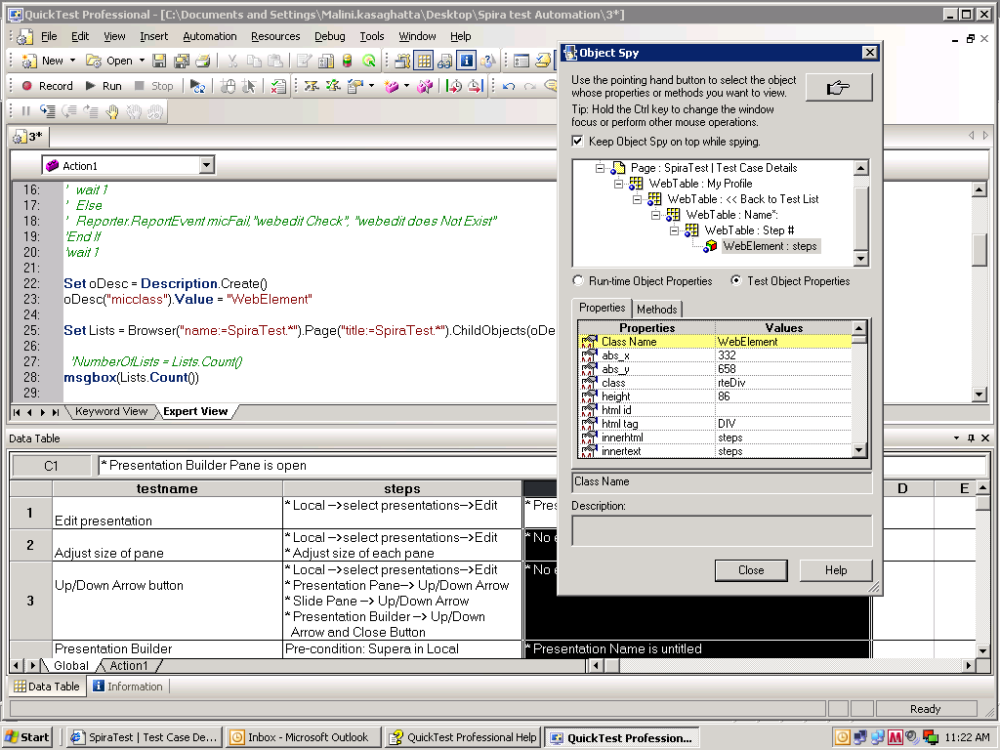 QuickTest Professional - [C:\Documents and Settings\Malini.kasaghatta\Desktop\Spira test Automation\3*]
File Edit View Insert Automation Resources Debug Tools Window Help
New Open
Record Run Stop
3*
Action1
16: ' wait 1
17: ' Else
18: ' Reporter.ReportEvent micFail,"webedit Check", "webedit does Not Exist"
19: 'End If
20: 'wait 1
21:
22: Set oDesc = Description.Create()
23: oDesc("micclass").Value = "WebElement"
24:
25: Set Lists = Browser("name:=SpiraTest.*").Page("title:=SpiraTest.*").ChildObjects(oDe
26:
27: 'NumberOfLists = Lists.Count()
28: msgbox(Lists.Count())
29:
Keyword View Expert View
Object Spy
Use the pointing hand button to select the object
whose properties or methods you want to view.
Tip: Hold the Ctrl key to change the window
focus or perform other mouse operations.
Keep Object Spy on top while spying.
Page : SpiraTest | Test Case Details
WebTable : My Profile
WebTable : << Back to Test List
WebTable : Name*:
WebTable : Step #
WebElement : steps
Run-time Object Properties Test Object Properties
Properties Methods
Properties Values
Class Name WebElement
abs_x 332
abs_y 658
class rteDiv
height 86
html id
html tag DIV
innerhtml steps
innertext steps
Class Name
Description:
Close Help
Data Table
C1 * Presentation Builder Pane is open
testname steps D E
1 Edit presentation * Local -->select presentations-->Edit * Pres
2 Adjust size of pane * Local -->select presentations-->Edit * No e
* Adjust size of each pane
3 Up/Down Arrow button * Local -->select presentations-->Edit * No e
* Presentation Pane--> Up/Down Arrow
* Slide Pane --> Up/Down Arrow
* Presentation Builder --> Up/Down
Arrow and Close Button
Presentation Builder Pre-condition: Supera in Local * Presentation Name is untitled
Global Action1
Data Table Information
Ready
Start SpiraTest | Test Case De... Inbox - Microsoft Outlook QuickTest Professional Help QuickTest Profession... 11:22 AM